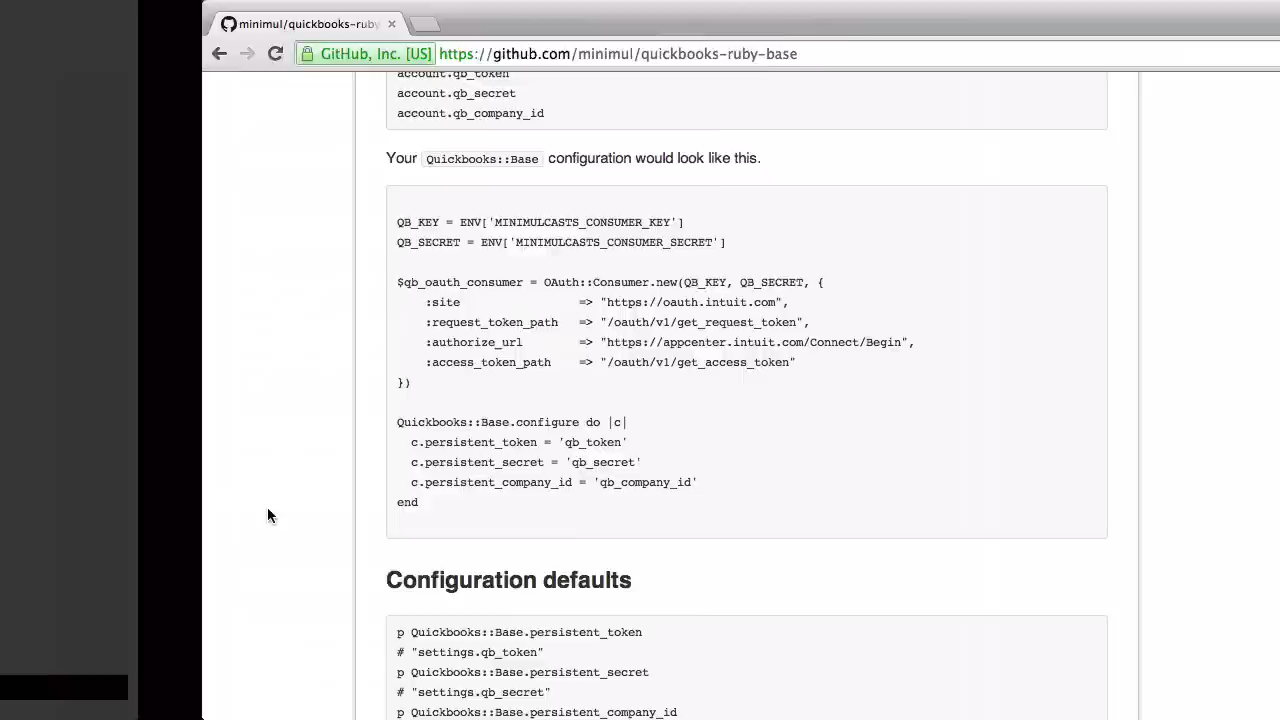 minimul/quickbooks-ruby
GitHub, Inc. [US] https://github.com/minimul/quickbooks-ruby-base
account.qb_token
account.qb_secret
account.qb_company_id
Your Quickbooks::Base configuration would look like this.
QB_KEY = ENV['MINIMULCASTS_CONSUMER_KEY']
QB_SECRET = ENV['MINIMULCASTS_CONSUMER_SECRET']
$qb_oauth_consumer = OAuth::Consumer.new(QB_KEY, QB_SECRET, {
:site => "https://oauth.intuit.com",
:request_token_path => "/oauth/v1/get_request_token",
:authorize_url => "https://appcenter.intuit.com/Connect/Begin",
:access_token_path => "/oauth/v1/get_access_token"
})
Quickbooks::Base.configure do |c|
c.persistent_token = 'qb_token'
c.persistent_secret = 'qb_secret'
c.persistent_company_id = 'qb_company_id'
end
Configuration defaults
p Quickbooks::Base.persistent_token
# "settings.qb_token"
p Quickbooks::Base.persistent_secret
# "settings.qb_secret"
p Quickbooks::Base.persistent_company_id